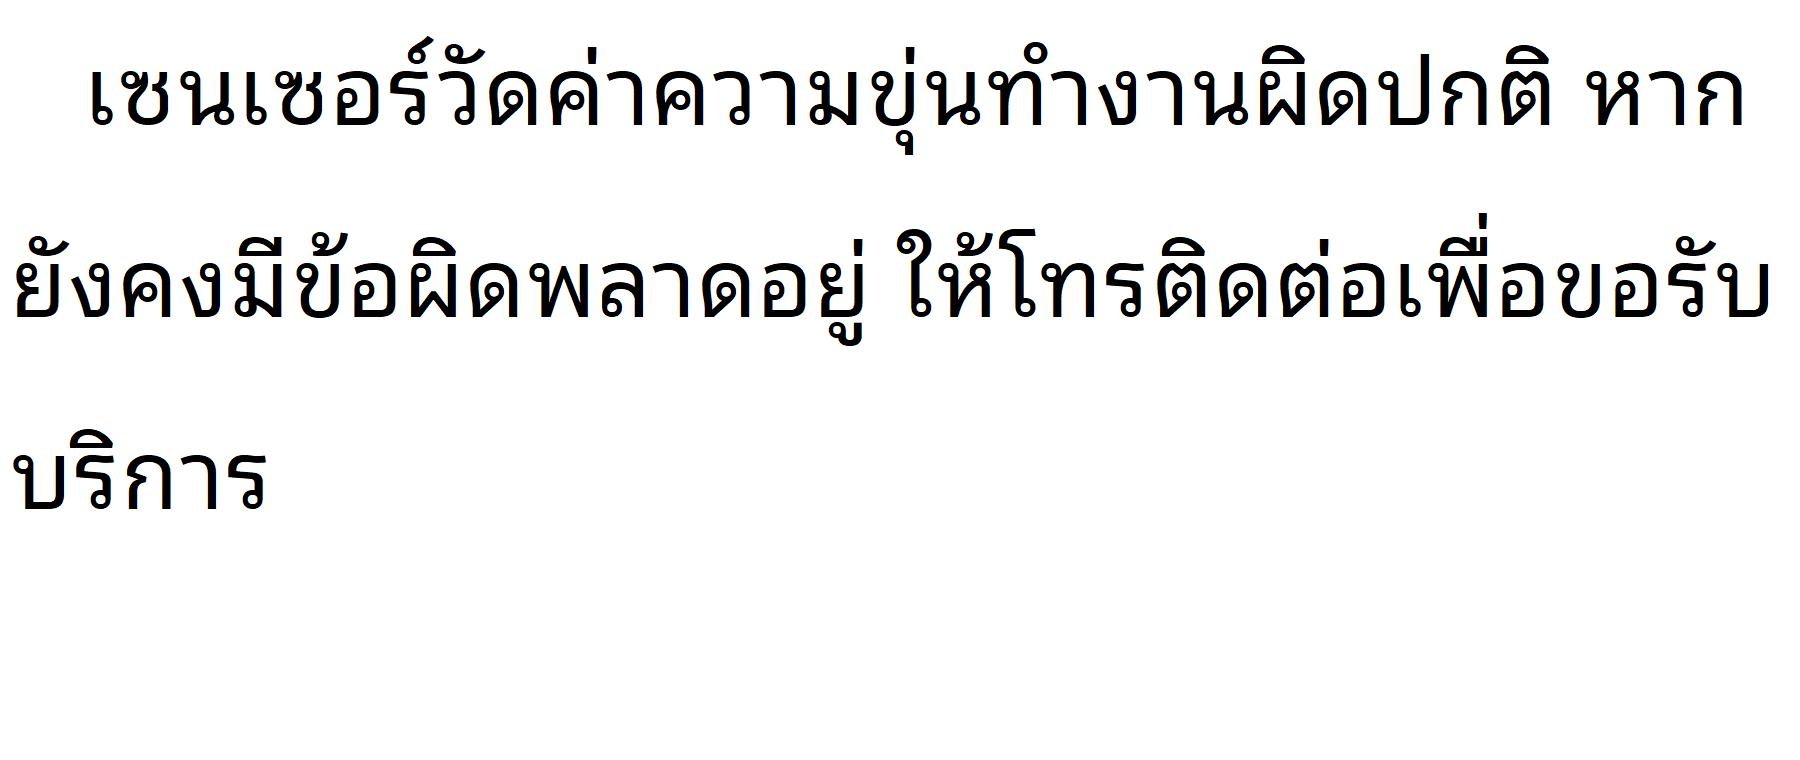 เซนเซอร์วัดค่าความขุ่นทำงานผิดปกติ หาก
ยังคงมีข้อผิดพลาดอยู่ ให้โทรติดต่อเพื่อขอรับ
บริการ